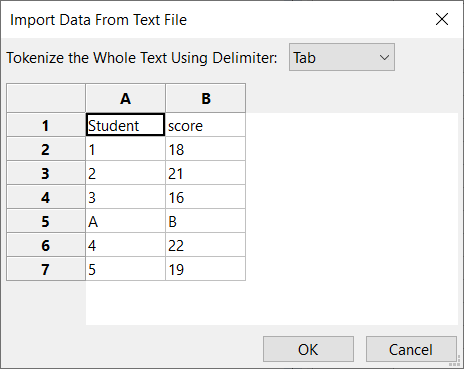 Import Data From Text File
Tokenize the Whole Text Using Delimiter: Tab
A B
1 Student score
2 1 18
3 2 21
4 3 16
5 A B
6 4 22
7 5 19
OK Cancel